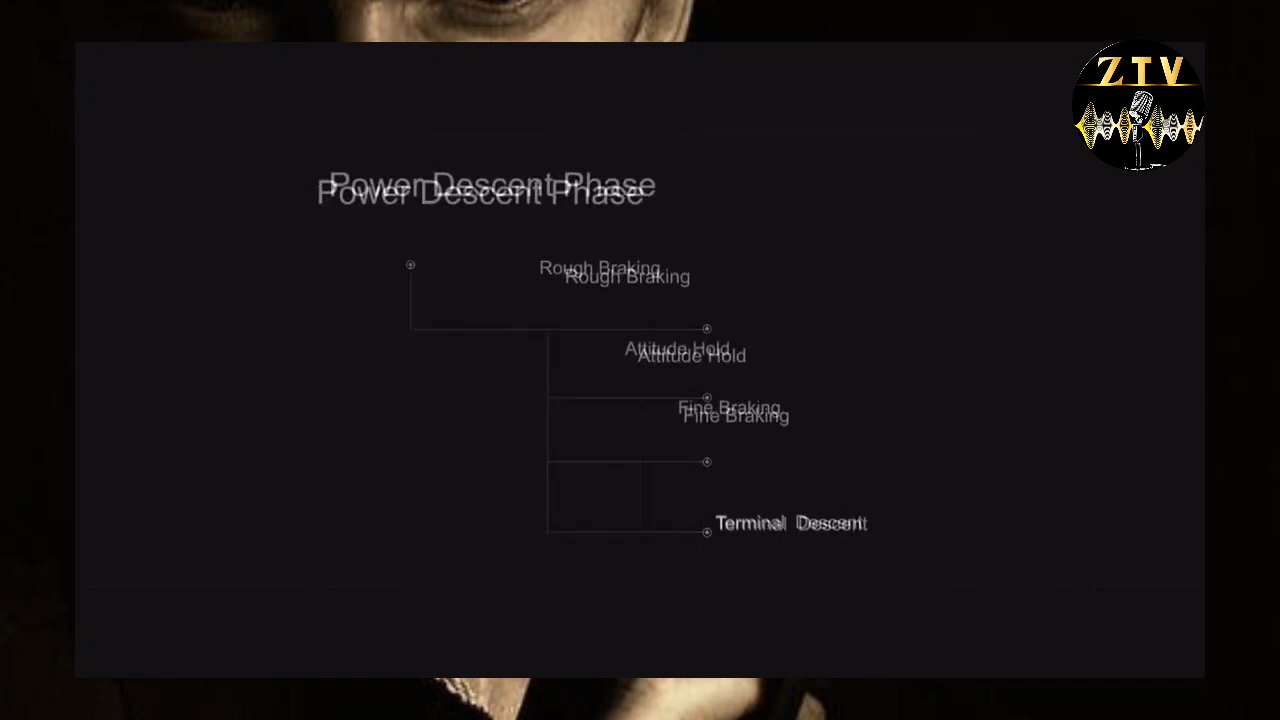 ZTV
Power Descent Phase
Rough Braking
Attitude Hold
Fine Braking
Terminal Descent